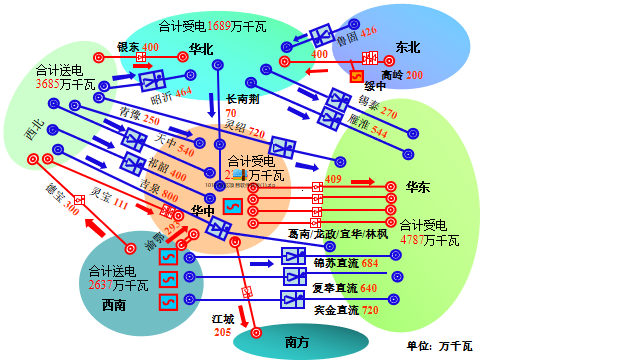 合计受电1689万千瓦
鲁固 426
银东 400
华北
东北
400
高岭 200
绥中
合计送电
3685万千瓦
昭沂 464
长南荆
70
锡泰 270
雁淮 544
青豫 250
灵绍 720
西北
天中 540
祁韶 400
吉泉 800
合计受电
万千瓦
409
华东
灵宝 111
华中
德宝 300
渝鄂 295
葛南/龙政/宜华/林枫
合计受电
4787万千瓦
合计送电
2637万千瓦
锦苏直流 684
复奉直流 640
宾金直流 720
西南
江城
205
南方
单位: 万千瓦